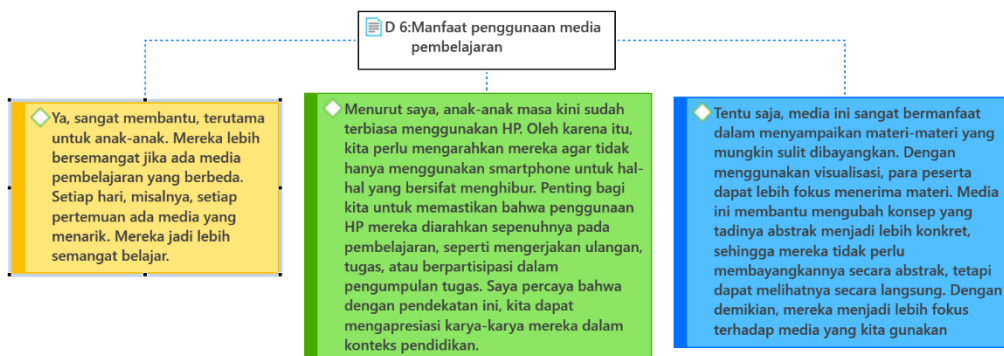 D 6:Manfaat penggunaan media
pembelajaran
Ya, sangat membantu, terutama
untuk anak-anak. Mereka lebih
bersemangat jika ada media
pembelajaran yang berbeda.
Setiap hari, misalnya, setiap
pertemuan ada media yang
menarik. Mereka jadi lebih
semangat belajar.
Menurut saya, anak-anak masa kini sudah
terbiasa menggunakan HP. Oleh karena itu,
kita perlu mengarahkan mereka agar tidak
hanya menggunakan smartphone untuk hal-
hal yang bersifat menghibur. Penting bagi
kita untuk memastikan bahwa penggunaan
HP mereka diarahkan sepenuhnya pada
pembelajaran, seperti mengerjakan ulangan,
tugas, atau berpartisipasi dalam
pengumpulan tugas. Saya percaya bahwa
dengan pendekatan ini, kita dapat
mengapresiasi karya-karya mereka dalam
konteks pendidikan.
Tentu saja, media ini sangat bermanfaat
dalam menyampaikan materi-materi yang
mungkin sulit dibayangkan. Dengan
menggunakan visualisasi, para peserta
dapat lebih fokus menerima materi. Media
ini membantu mengubah konsep yang
tadinya abstrak menjadi lebih konkret,
sehingga mereka tidak perlu
membayangkannya secara abstrak, tetapi
dapat melihatnya secara langsung. Dengan
demikian, mereka menjadi lebih fokus
terhadap media yang kita gunakan